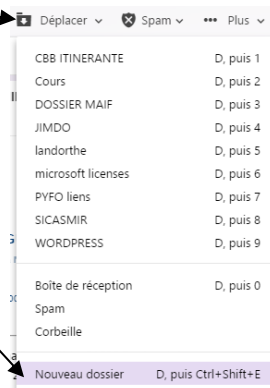 Déplacer Spam Plus
CBB ITINERANTE D, puis 1
Cours D, puis 2
DOSSIER MAIF D, puis 3
JIMDO D, puis 4
landorthe D, puis 5
microsoft licenses D, puis 6
PYFO liens D, puis 7
SICASMIR D, puis 8
WORDPRESS D, puis 9
Boîte de réception D, puis 0
Spam
Corbeille
Nouveau dossier D, puis Ctrl+Shift+E